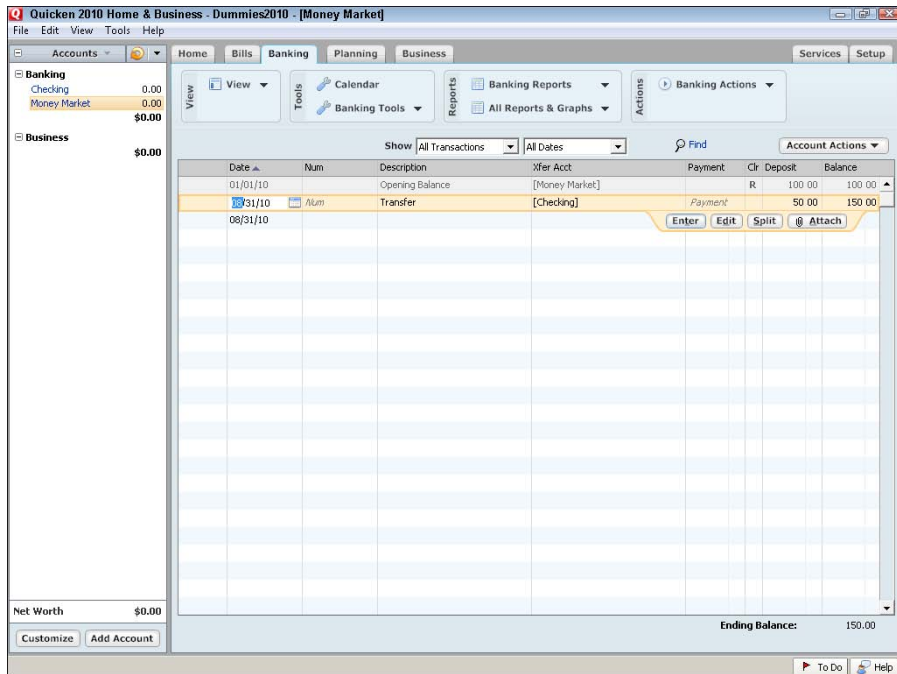 Quicken 2010 Home & Business - Dummies2010 - [Money Market]
File Edit View Tools Help
Accounts
Home Bills Banking Planning Business Services Setup
Banking
Checking 0.00
Money Market 0.00
$0.00
Business
$0.00
View
View
Tools
Calendar
Banking Tools
Reports
Banking Reports
All Reports & Graphs
Actions
Banking Actions
Show All Transactions All Dates Find Account Actions
Date Num Description Xfer Acct Payment Clr Deposit Balance
01/01/10 Opening Balance [Money Market] R 100 00 100 00
08/31/10 Num Transfer [Checking] Payment 50 00 150 00
08/31/10 Enter Edit Split Attach
Net Worth $0.00
Customize Add Account
Ending Balance: 150.00
To Do Help